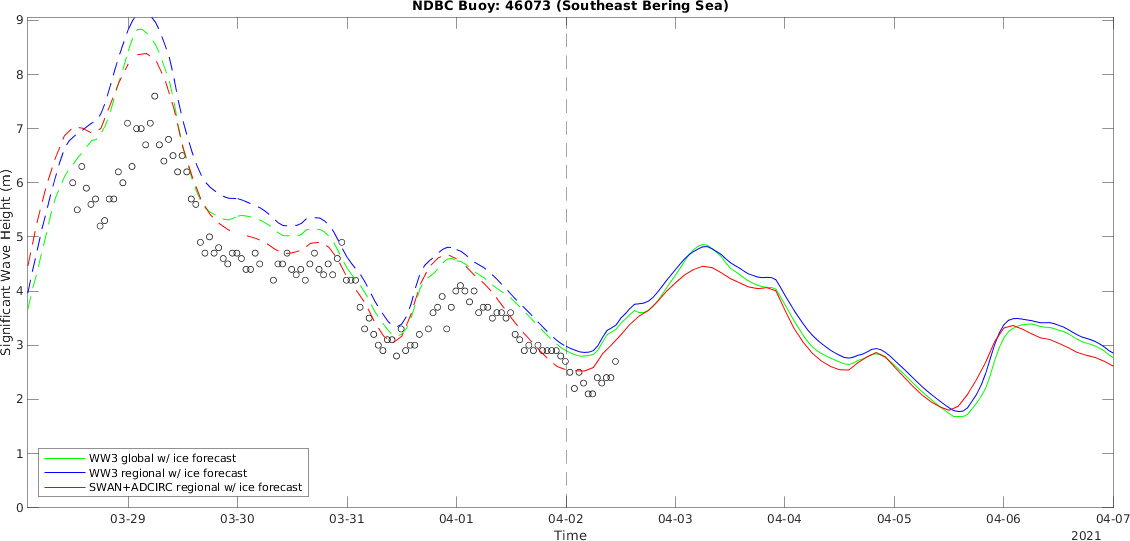 NDBC Buoy: 46073 (Southeast Bering Sea)
Significant Wave Height (m)
9
8
7
6
5
4
3
2
1
0
WW3 global w/ ice forecast
WW3 regional w/ ice forecast
SWAN+ADCIRC regional w/ ice forecast
03-29 03-30 03-31 04-01 04-02 04-03 04-04 04-05 04-06 04-07
Time
2021